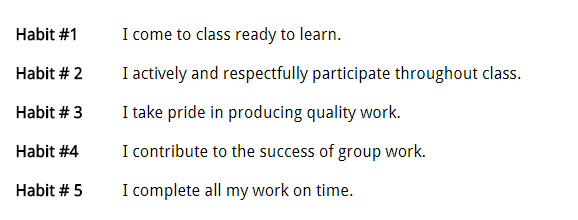 Habit #1 I come to class ready to learn.
Habit # 2 I actively and respectfully participate throughout class.
Habit # 3 I take pride in producing quality work.
Habit #4 I contribute to the success of group work.
Habit # 5 I complete all my work on time.